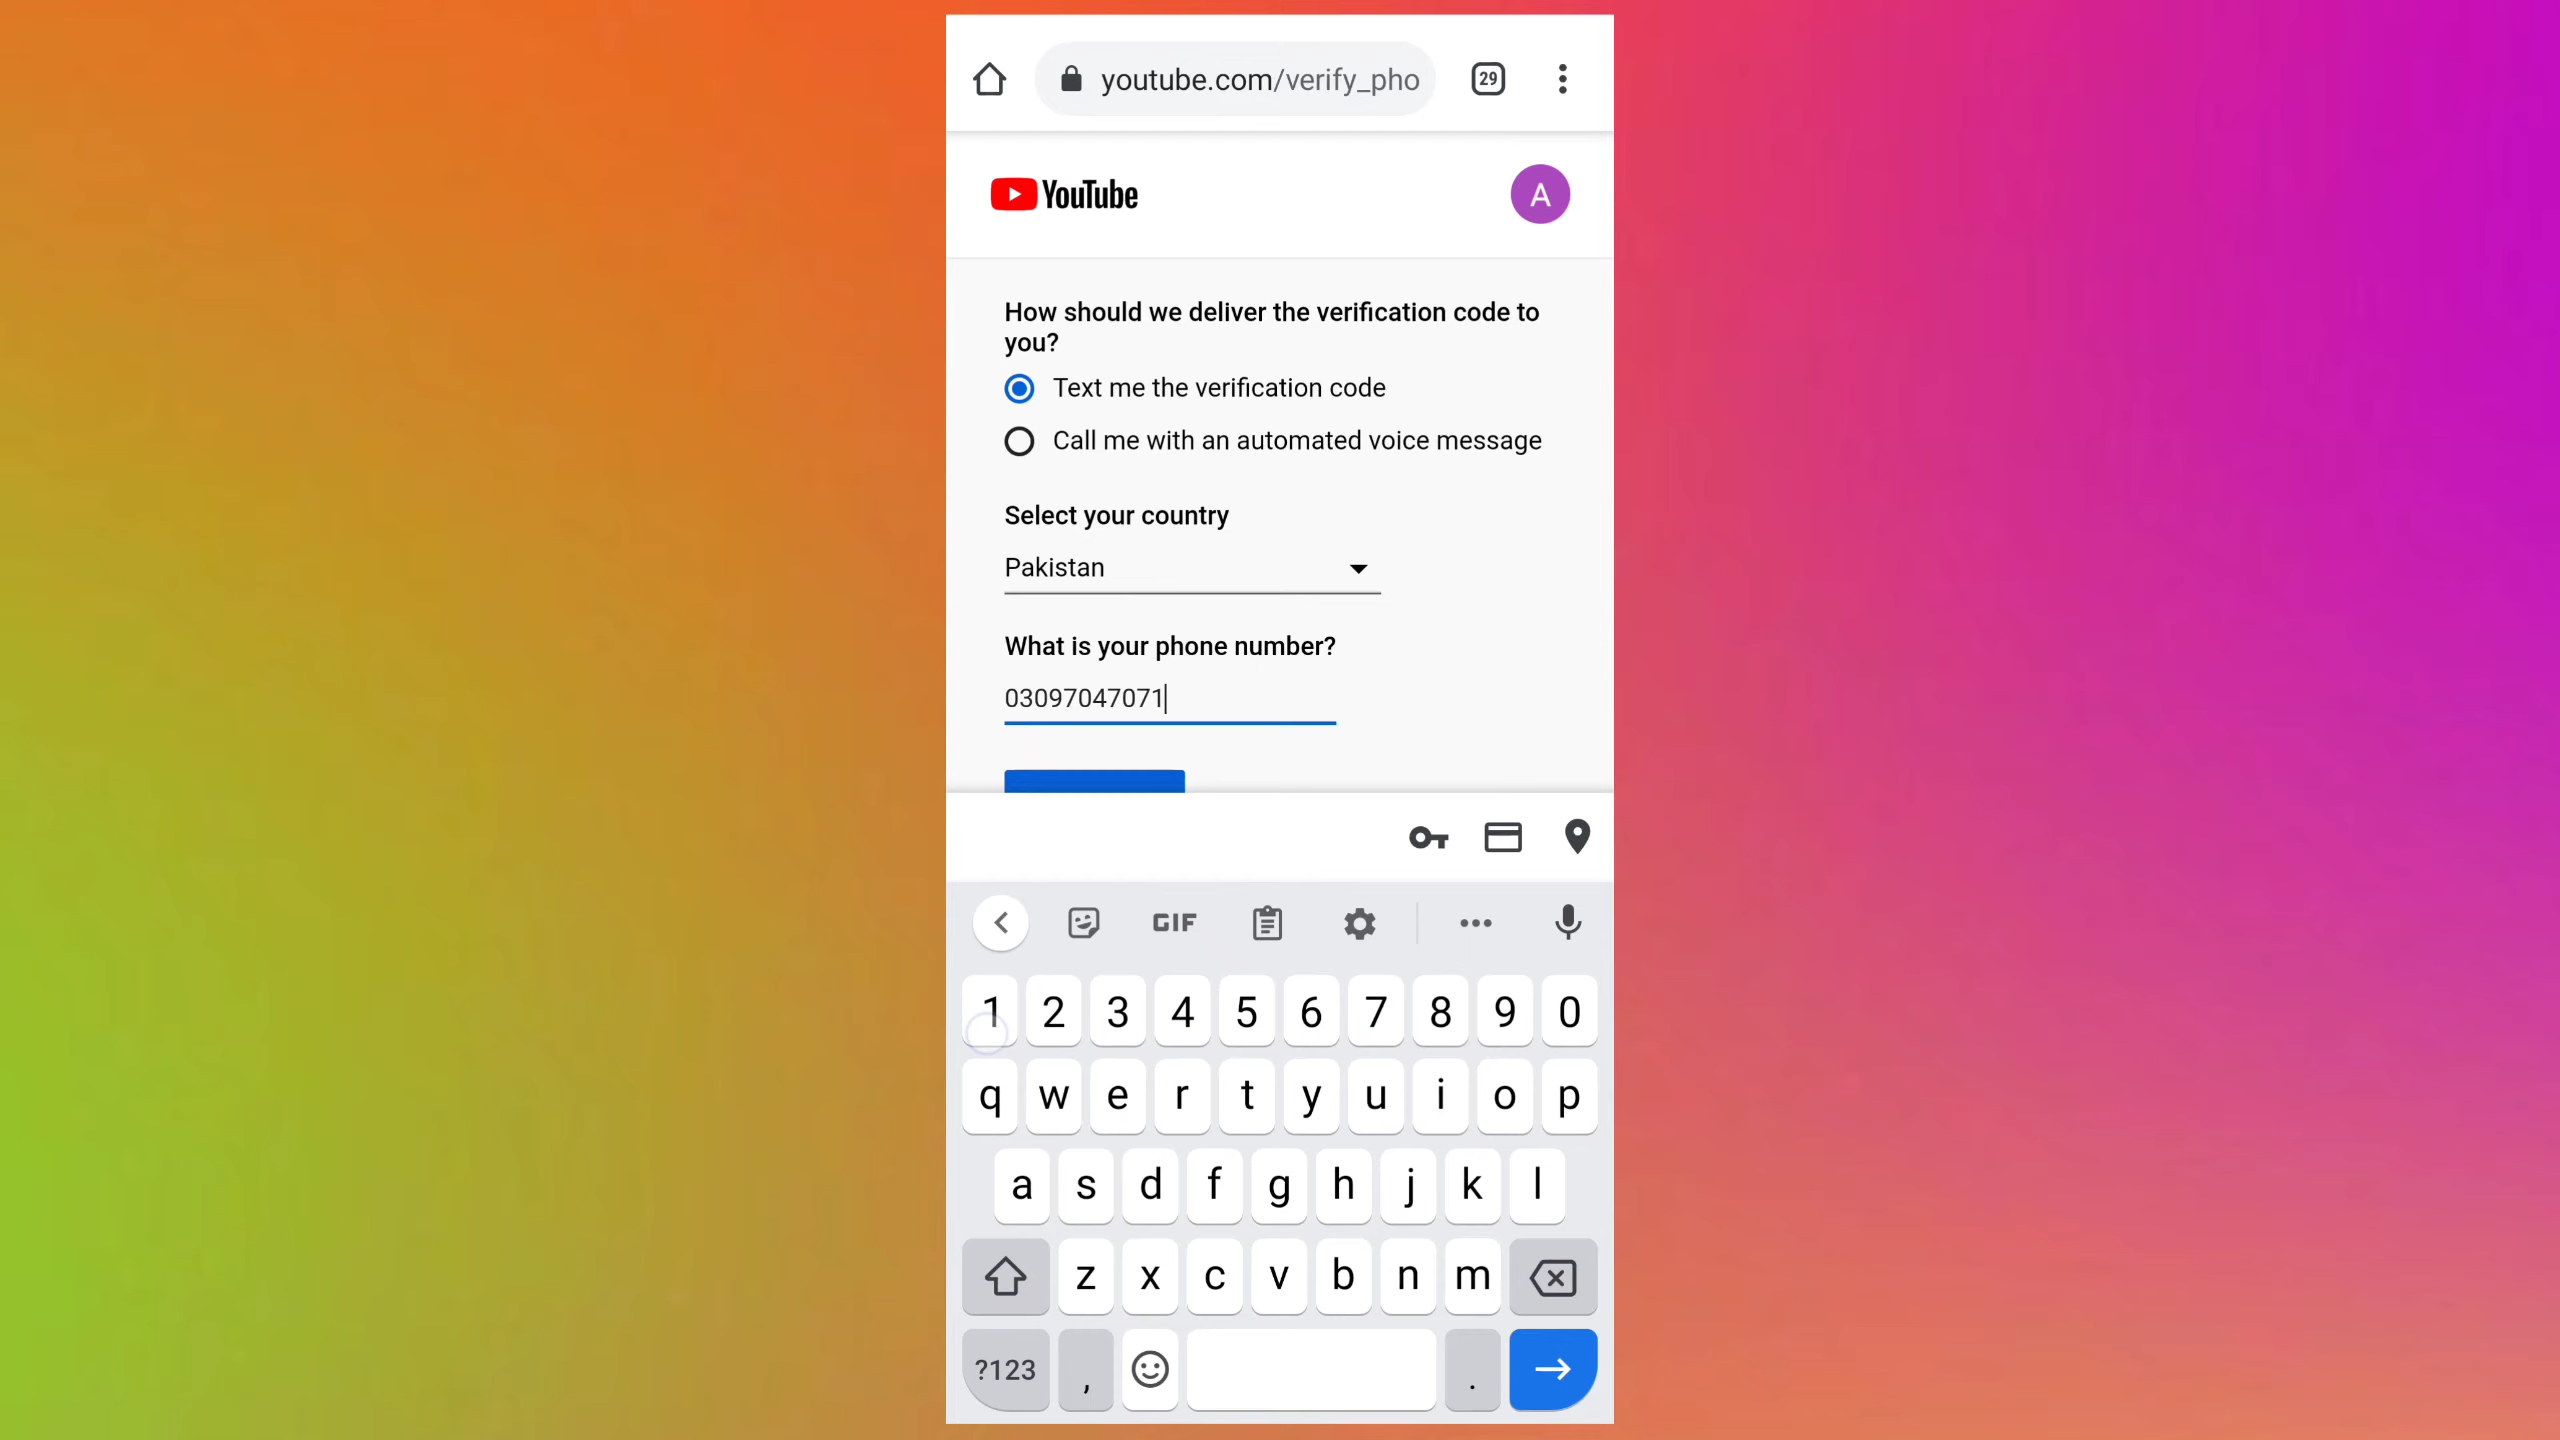 youtube.com/verify_pho
29
YouTube
A
How should we deliver the verification code to
you?
Text me the verification code
Call me with an automated voice message
Select your country
Pakistan
What is your phone number?
03097047071
GIF
1 2 3 4 5 6 7 8 9 0
q w e r t y u i o p
a s d f g h j k l
z x c v b n m
?123 , .